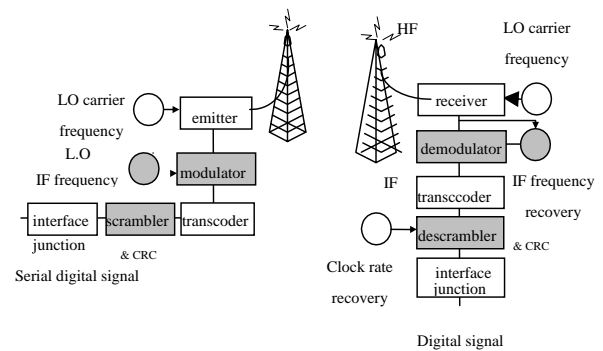 LO carrier
frequency
emitter
L.O
IF frequency
modulator
interface
junction
scrambler
transcoder
& CRC
Serial digital signal
HF
LO carrier
frequency
receiver
demodulator
IF
IF frequency
recovery
transccoder
descrambler
& CRC
Clock rate
recovery
interface
junction
Digital signal